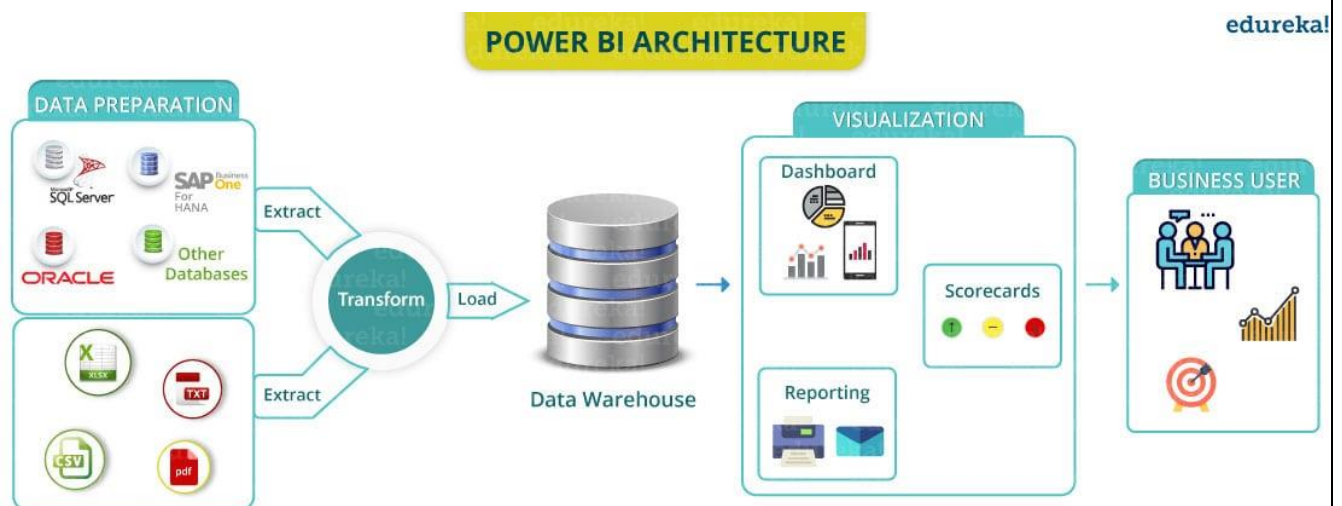 POWER BI ARCHITECTURE
edureka!
DATA PREPARATION
Microsoft
SQL Server
SAP Business
One
For
HANA
ORACLE
Other
Databases
Extract
XLSX
TXT
CSV
pdf
Extract
Transform
Load
Data Warehouse
VISUALIZATION
Dashboard
Scorecards
Reporting
BUSINESS USER